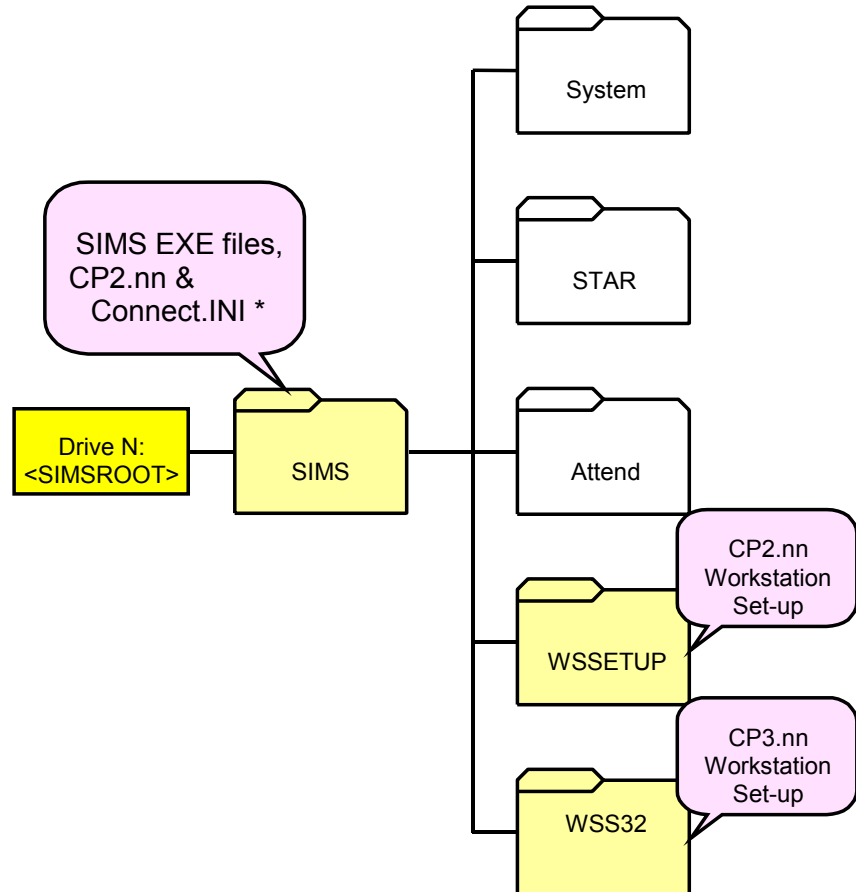 System
SIMS EXE files,
CP2.nn &
Connect.INI *
STAR
Drive N:
<SIMSROOT>
SIMS
Attend
CP2.nn
Workstation
Set-up
WSSETUP
CP3.nn
Workstation
Set-up
WSS32